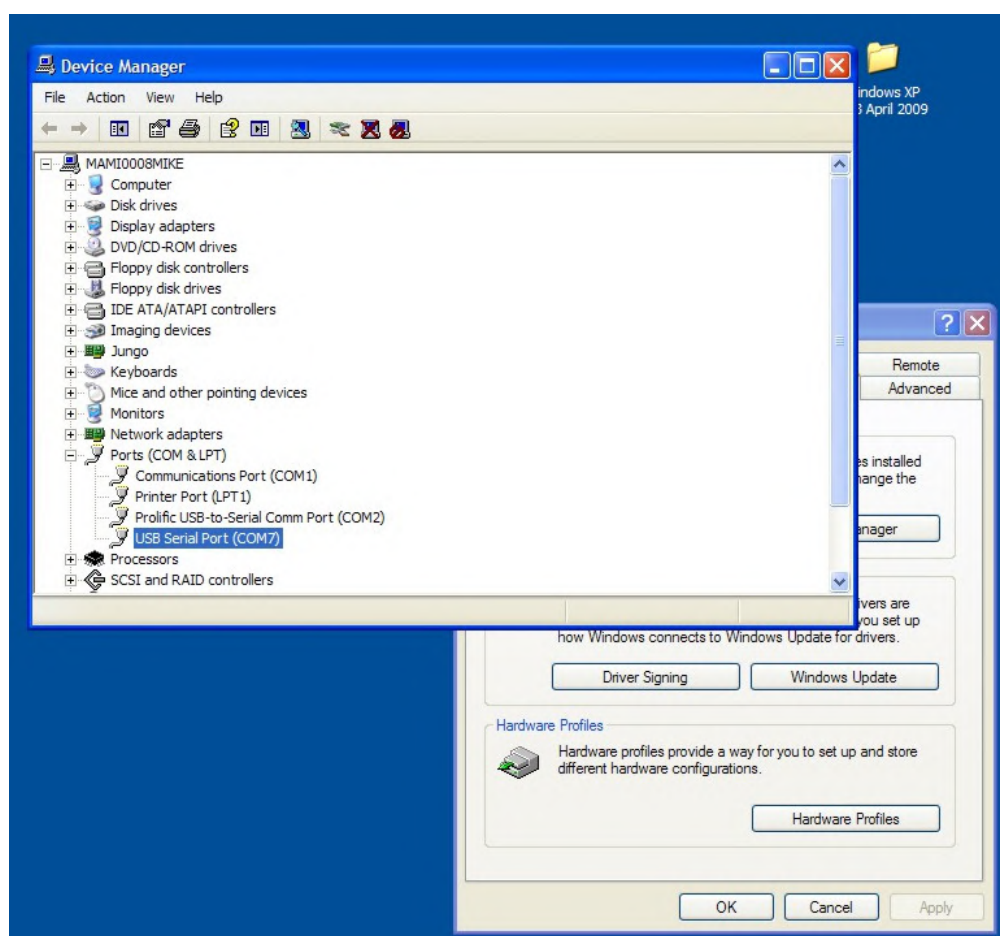 Device Manager
indows XP
3 April 2009
File Action View Help
MAMI0008MIKE
Computer
Disk drives
Display adapters
DVD/CD-ROM drives
Floppy disk controllers
Floppy disk drives
IDE ATA/ATAPI controllers
Imaging devices
Jungo
Keyboards
Mice and other pointing devices
Monitors
Network adapters
Ports (COM & LPT)
Communications Port (COM1)
Printer Port (LPT1)
Prolific USB-to-Serial Comm Port (COM2)
USB Serial Port (COM7)
Processors
SCSI and RAID controllers
Remote
Advanced
es installed
hange the
anager
ivers are
you set up
how Windows connects to Windows Update for drivers.
Driver Signing Windows Update
Hardware Profiles
Hardware profiles provide a way for you to set up and store
different hardware configurations.
Hardware Profiles
OK Cancel Apply